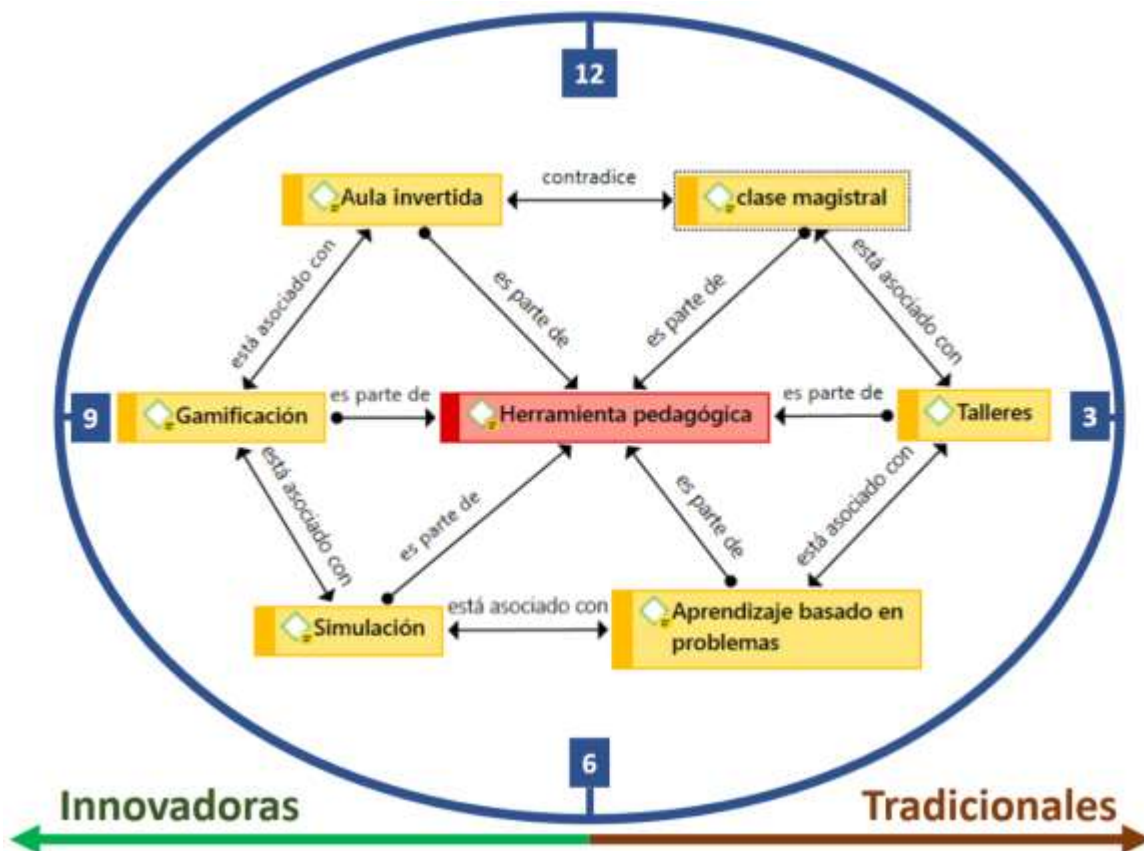 12
Aula invertida
contradice
clase magistral
está asociado con
es parte de
es parte de
está asociado con
9
Gamificación
es parte de
Herramienta pedagógica
es parte de
Talleres
3
está asociado con
es parte de
es parte de
está asociado con
Simulación
está asociado con
Aprendizaje basado en
problemas
6
Innovadoras
Tradicionales